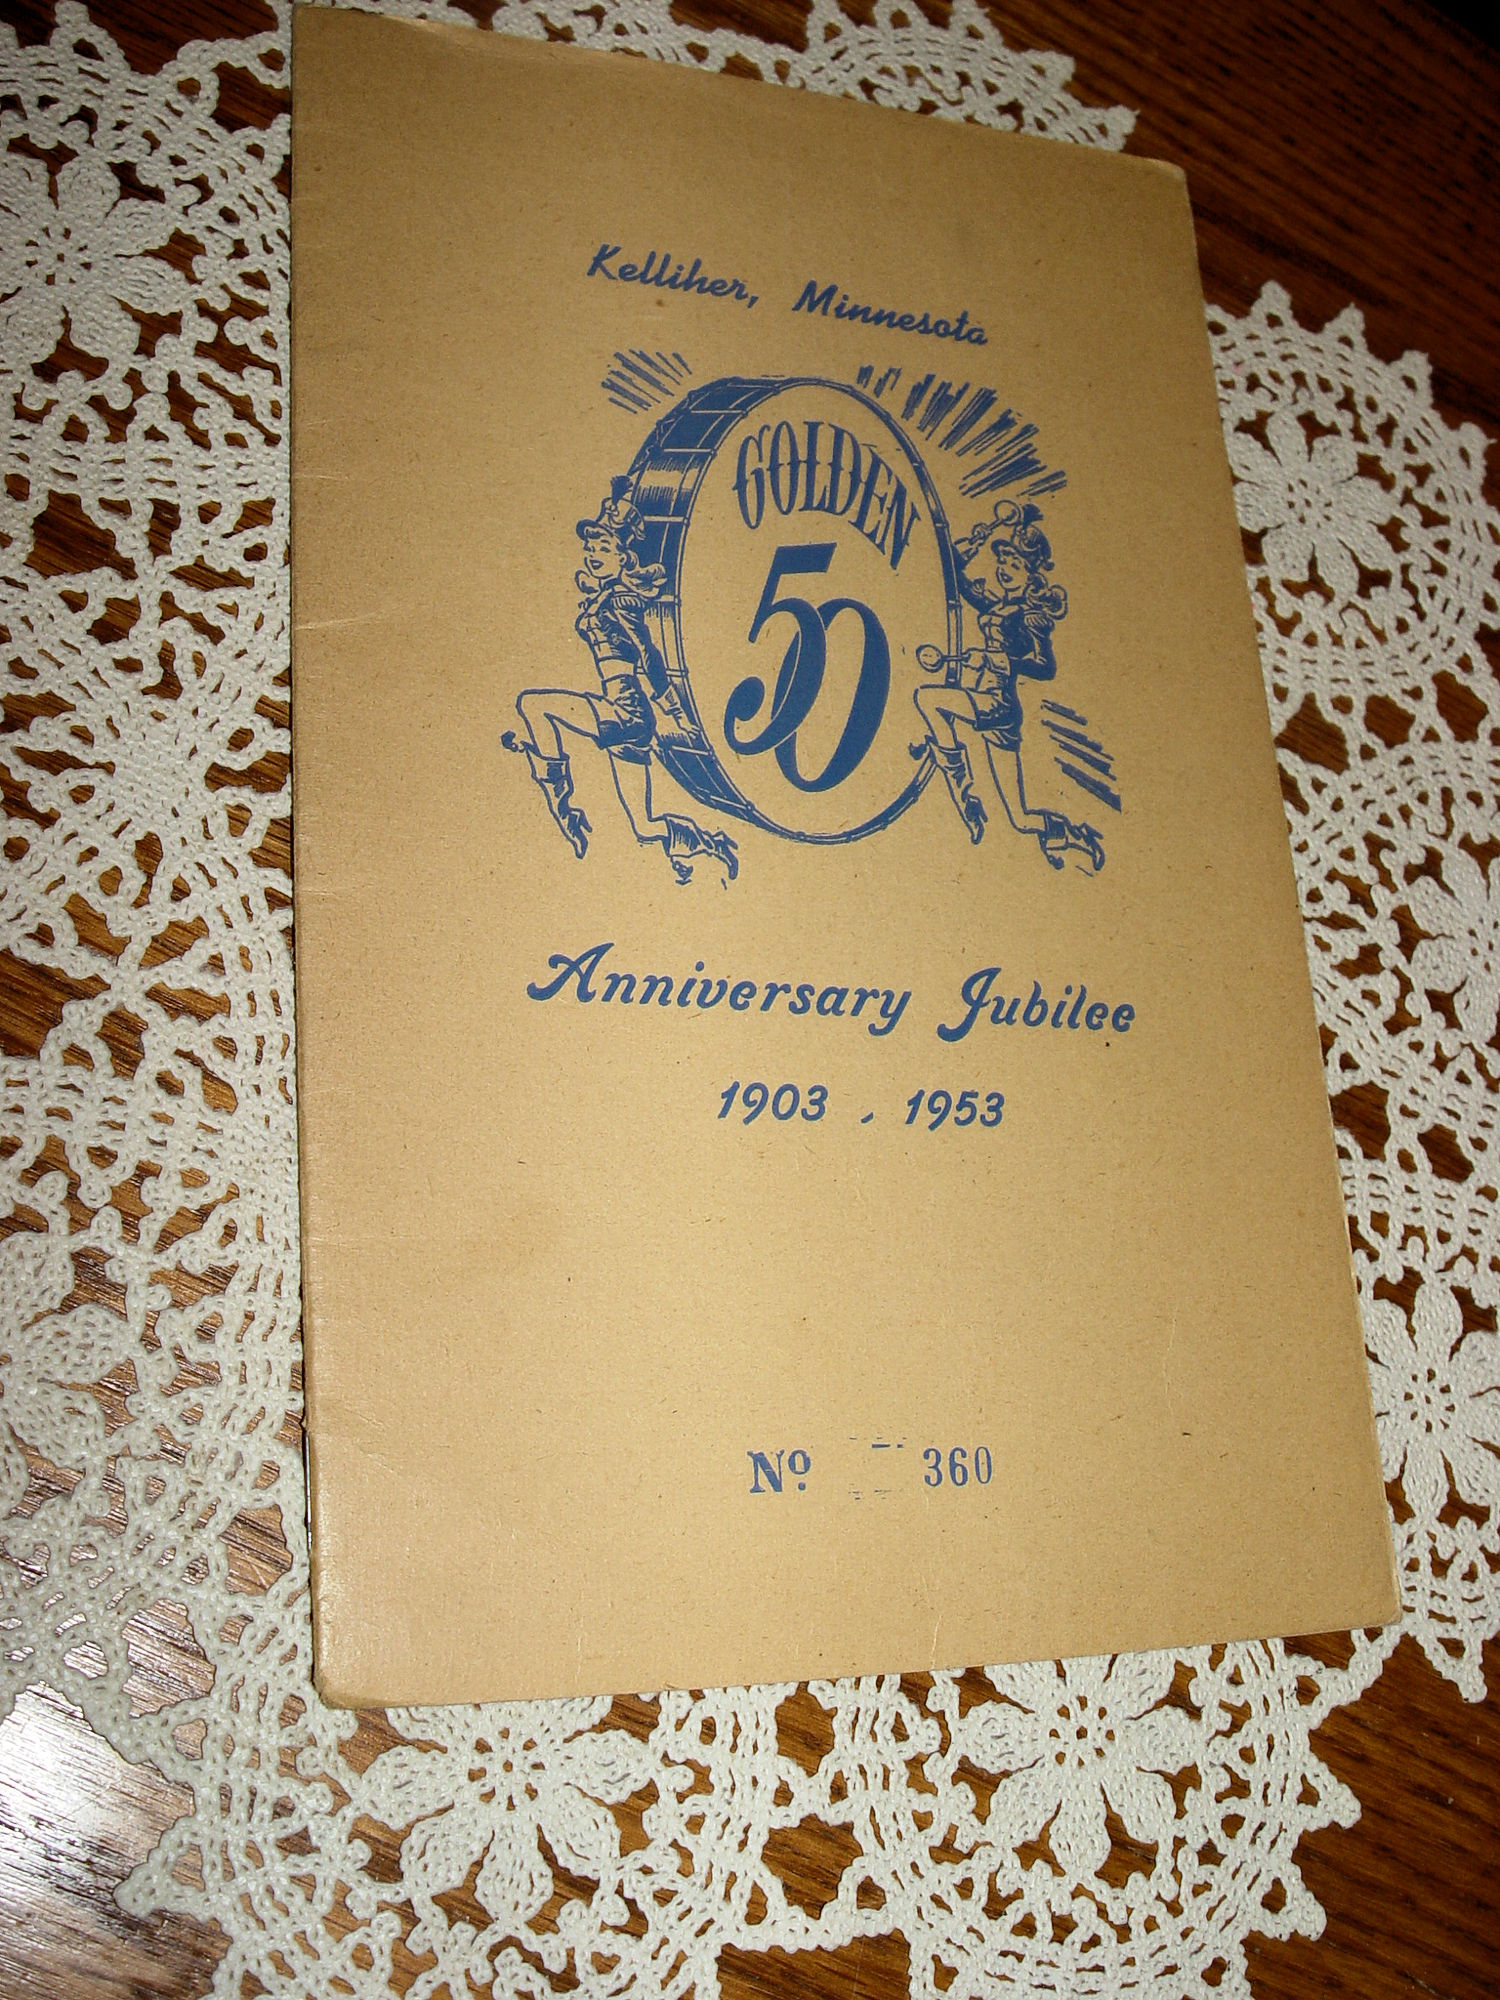 Kelliher, Minnesota
GOLDEN
50
Anniversary Jubilee
1903 - 1953
Nº 360